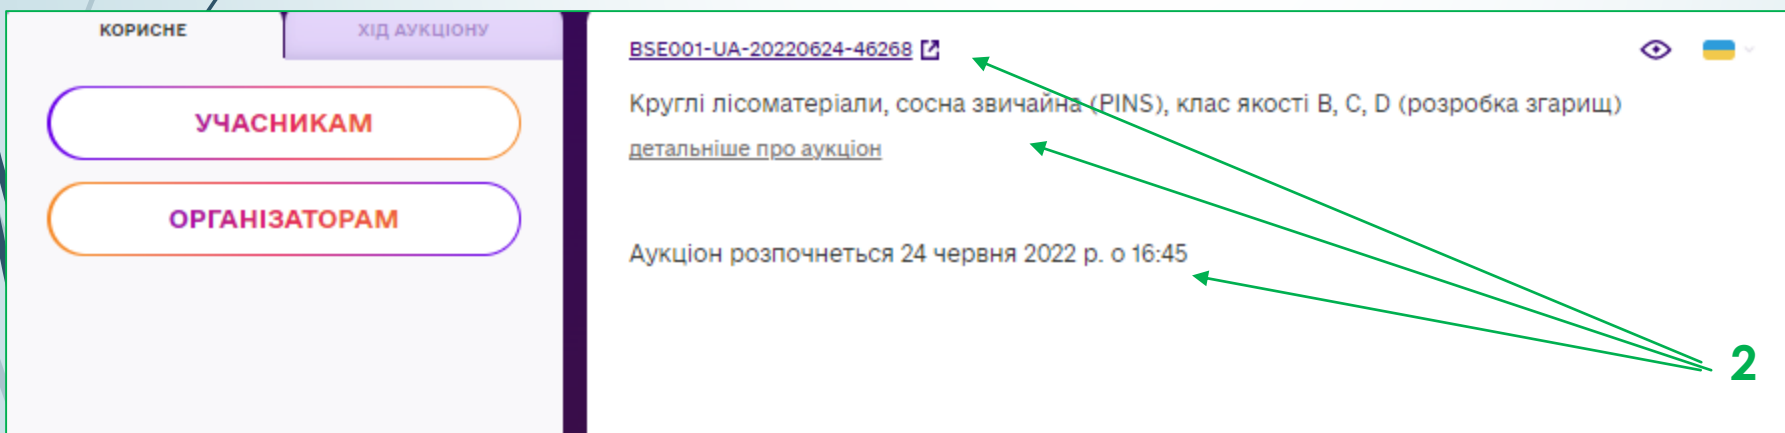 КОРИСНЕ
ХІД АУКЦІОНУ
УЧАСНИКАМ
ОРГАНІЗАТОРАМ
BSE001-UA-20220624-46268
Круглі лісоматеріали, сосна звичайна (PINS), клас якості B, C, D (розробка згарищ)
детальніше про аукціон
Аукціон розпочнеться 24 червня 2022 р. о 16:45
2